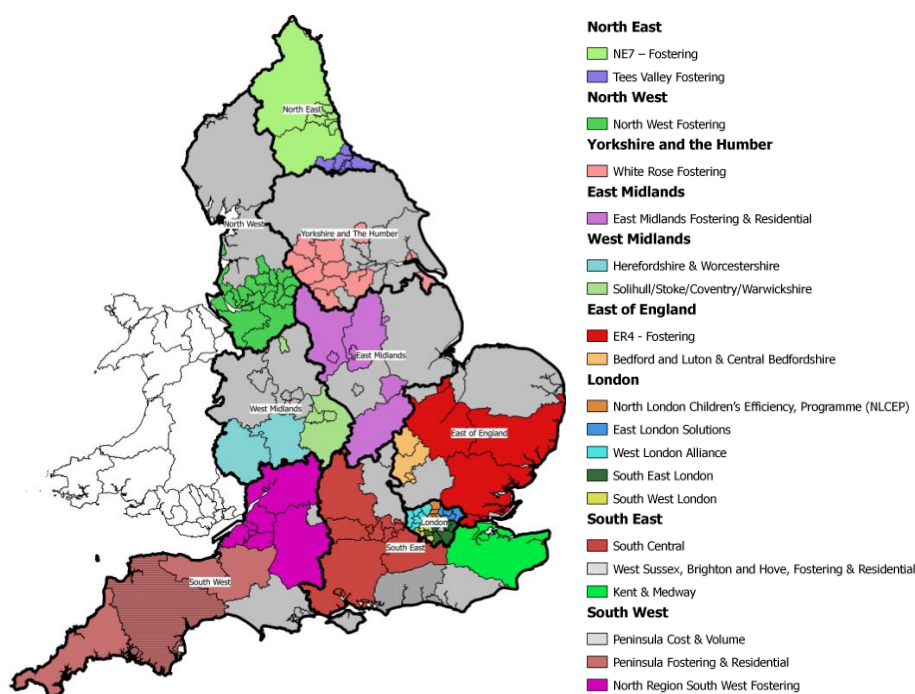 North East
North West
Yorkshire and The Humber
East Midlands
West Midlands
East of England
London
South East
South West
North East
NE7 – Fostering
Tees Valley Fostering
North West
North West Fostering
Yorkshire and the Humber
White Rose Fostering
East Midlands
East Midlands Fostering & Residential
West Midlands
Herefordshire & Worcestershire
Solihull/Stoke/Coventry/Warwickshire
East of England
ER4 - Fostering
Bedford and Luton & Central Bedfordshire
London
North London Children's Efficiency, Programme (NLCEP)
East London Solutions
West London Alliance
South East London
South West London
South East
South Central
West Sussex, Brighton and Hove, Fostering & Residential
Kent & Medway
South West
Peninsula Cost & Volume
Peninsula Fostering & Residential
North Region South West Fostering